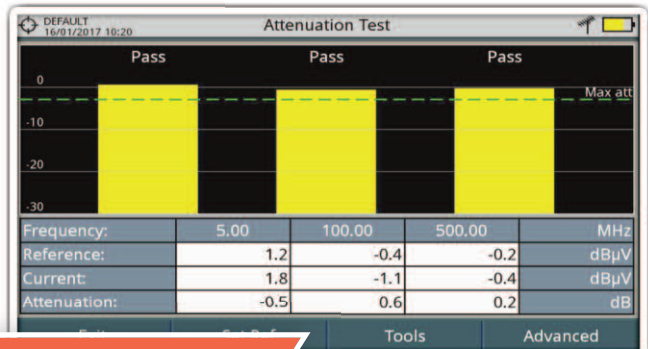 DEFAULT
16/01/2017 10:20
Attenuation Test
Pass Pass Pass
0
Max att
-10
-20
-30
Frequency: 5.00 100.00 500.00 MHz
Reference: 1.2 -0.4 -0.2 dBµV
Current: 1.8 -1.1 -0.4 dBµV
Attenuation: -0.5 0.6 0.2 dB
Tools Advanced